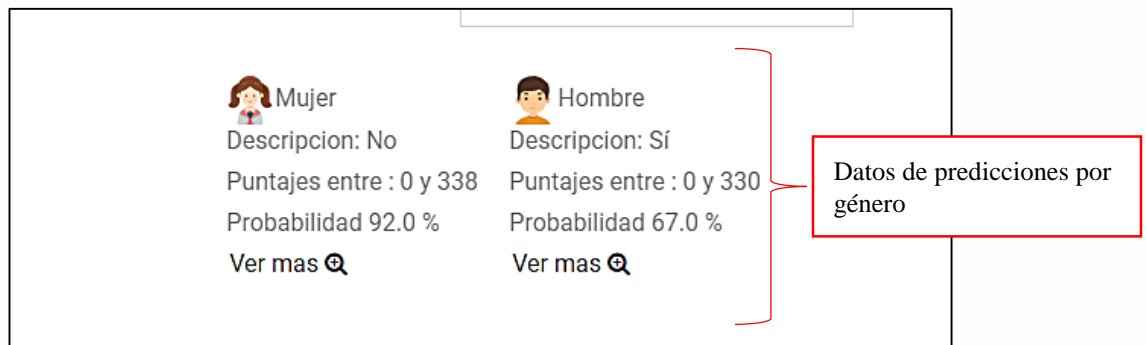 Mujer
Descripcion: No
Puntajes entre : 0 y 338
Probabilidad 92.0 %
Ver mas
Hombre
Descripcion: Sí
Puntajes entre : 0 y 330
Probabilidad 67.0 %
Ver mas
Datos de predicciones por
género